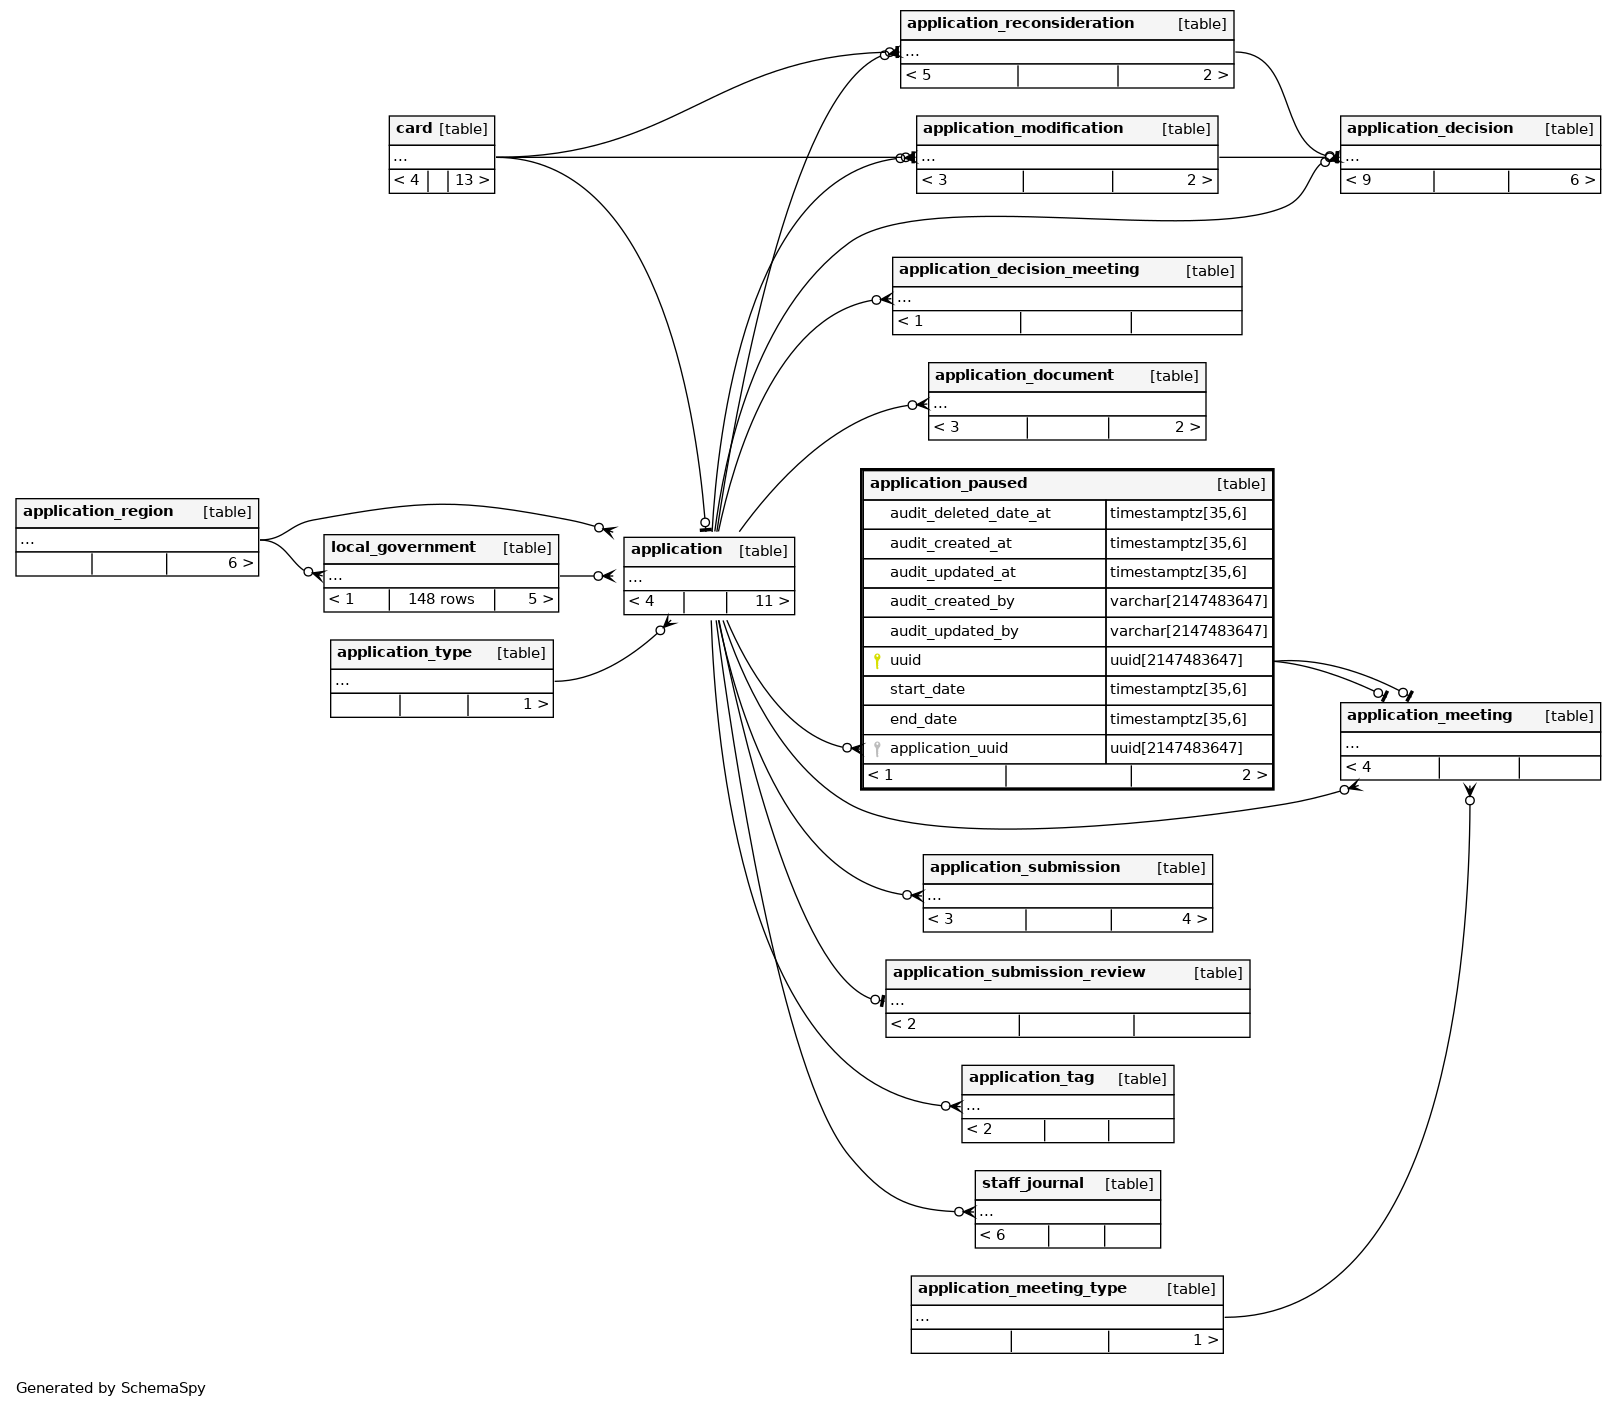 application_reconsideration [table]
...
< 5 2 >
card [table]
...
< 4 13 >
application_modification [table]
...
< 3 2 >
application_decision [table]
...
< 9 6 >
application_decision_meeting [table]
...
< 1
application_document [table]
...
< 3 2 >
application_region [table]
...
6 >
local_government [table]
...
< 1 148 rows 5 >
application [table]
...
< 4 11 >
application_type [table]
...
1 >
application_paused [table]
audit_deleted_date_at timestamptz[35,6]
audit_created_at timestamptz[35,6]
audit_updated_at timestamptz[35,6]
audit_created_by varchar[2147483647]
audit_updated_by varchar[2147483647]
uuid uuid[2147483647]
start_date timestamptz[35,6]
end_date timestamptz[35,6]
application_uuid uuid[2147483647]
< 1 2 >
application_meeting [table]
...
< 4
application_submission [table]
...
< 3 4 >
application_submission_review [table]
...
< 2
application_tag [table]
...
< 2
staff_journal [table]
...
< 6
application_meeting_type [table]
...
1 >
Generated by SchemaSpy